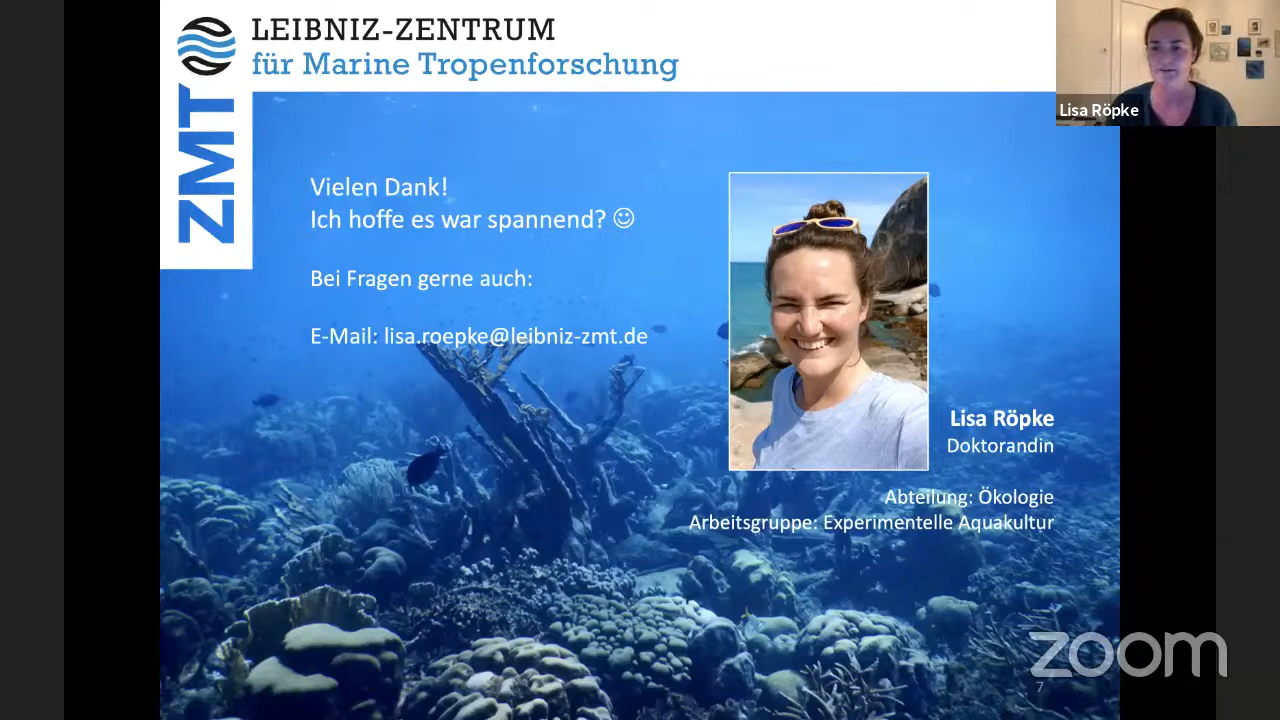 LEIBNIZ-ZENTRUM
für Marine Tropenforschung
ZMT
Lisa Röpke
Vielen Dank!
Ich hoffe es war spannend? ☺
Bei Fragen gerne auch:
E-Mail: lisa.roepke@leibniz-zmt.de
Lisa Röpke
Doktorandin
Abteilung: Ökologie
Arbeitsgruppe: Experimentelle Aquakultur
zoom
7